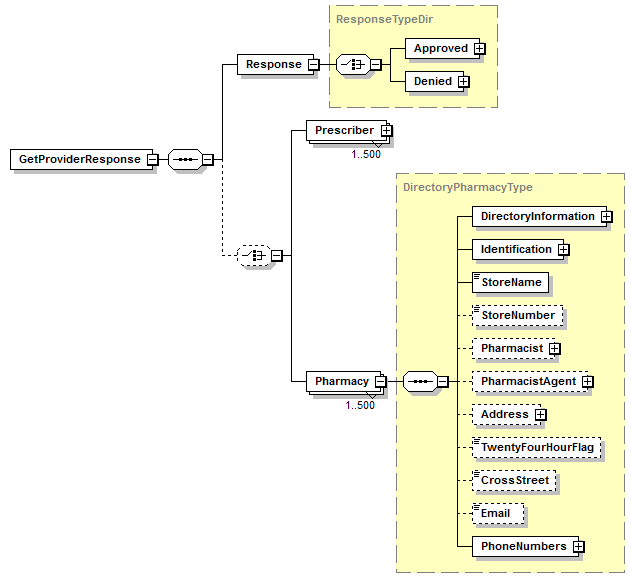 ResponseTypeDir
Response
Approved
Denied
GetProviderResponse
Prescriber
1..500
DirectoryPharmacyType
DirectoryInformation
Identification
StoreName
StoreNumber
Pharmacist
Pharmacy
1..500
PharmacistAgent
Address
TwentyFourHourFlag
CrossStreet
Email
PhoneNumbers